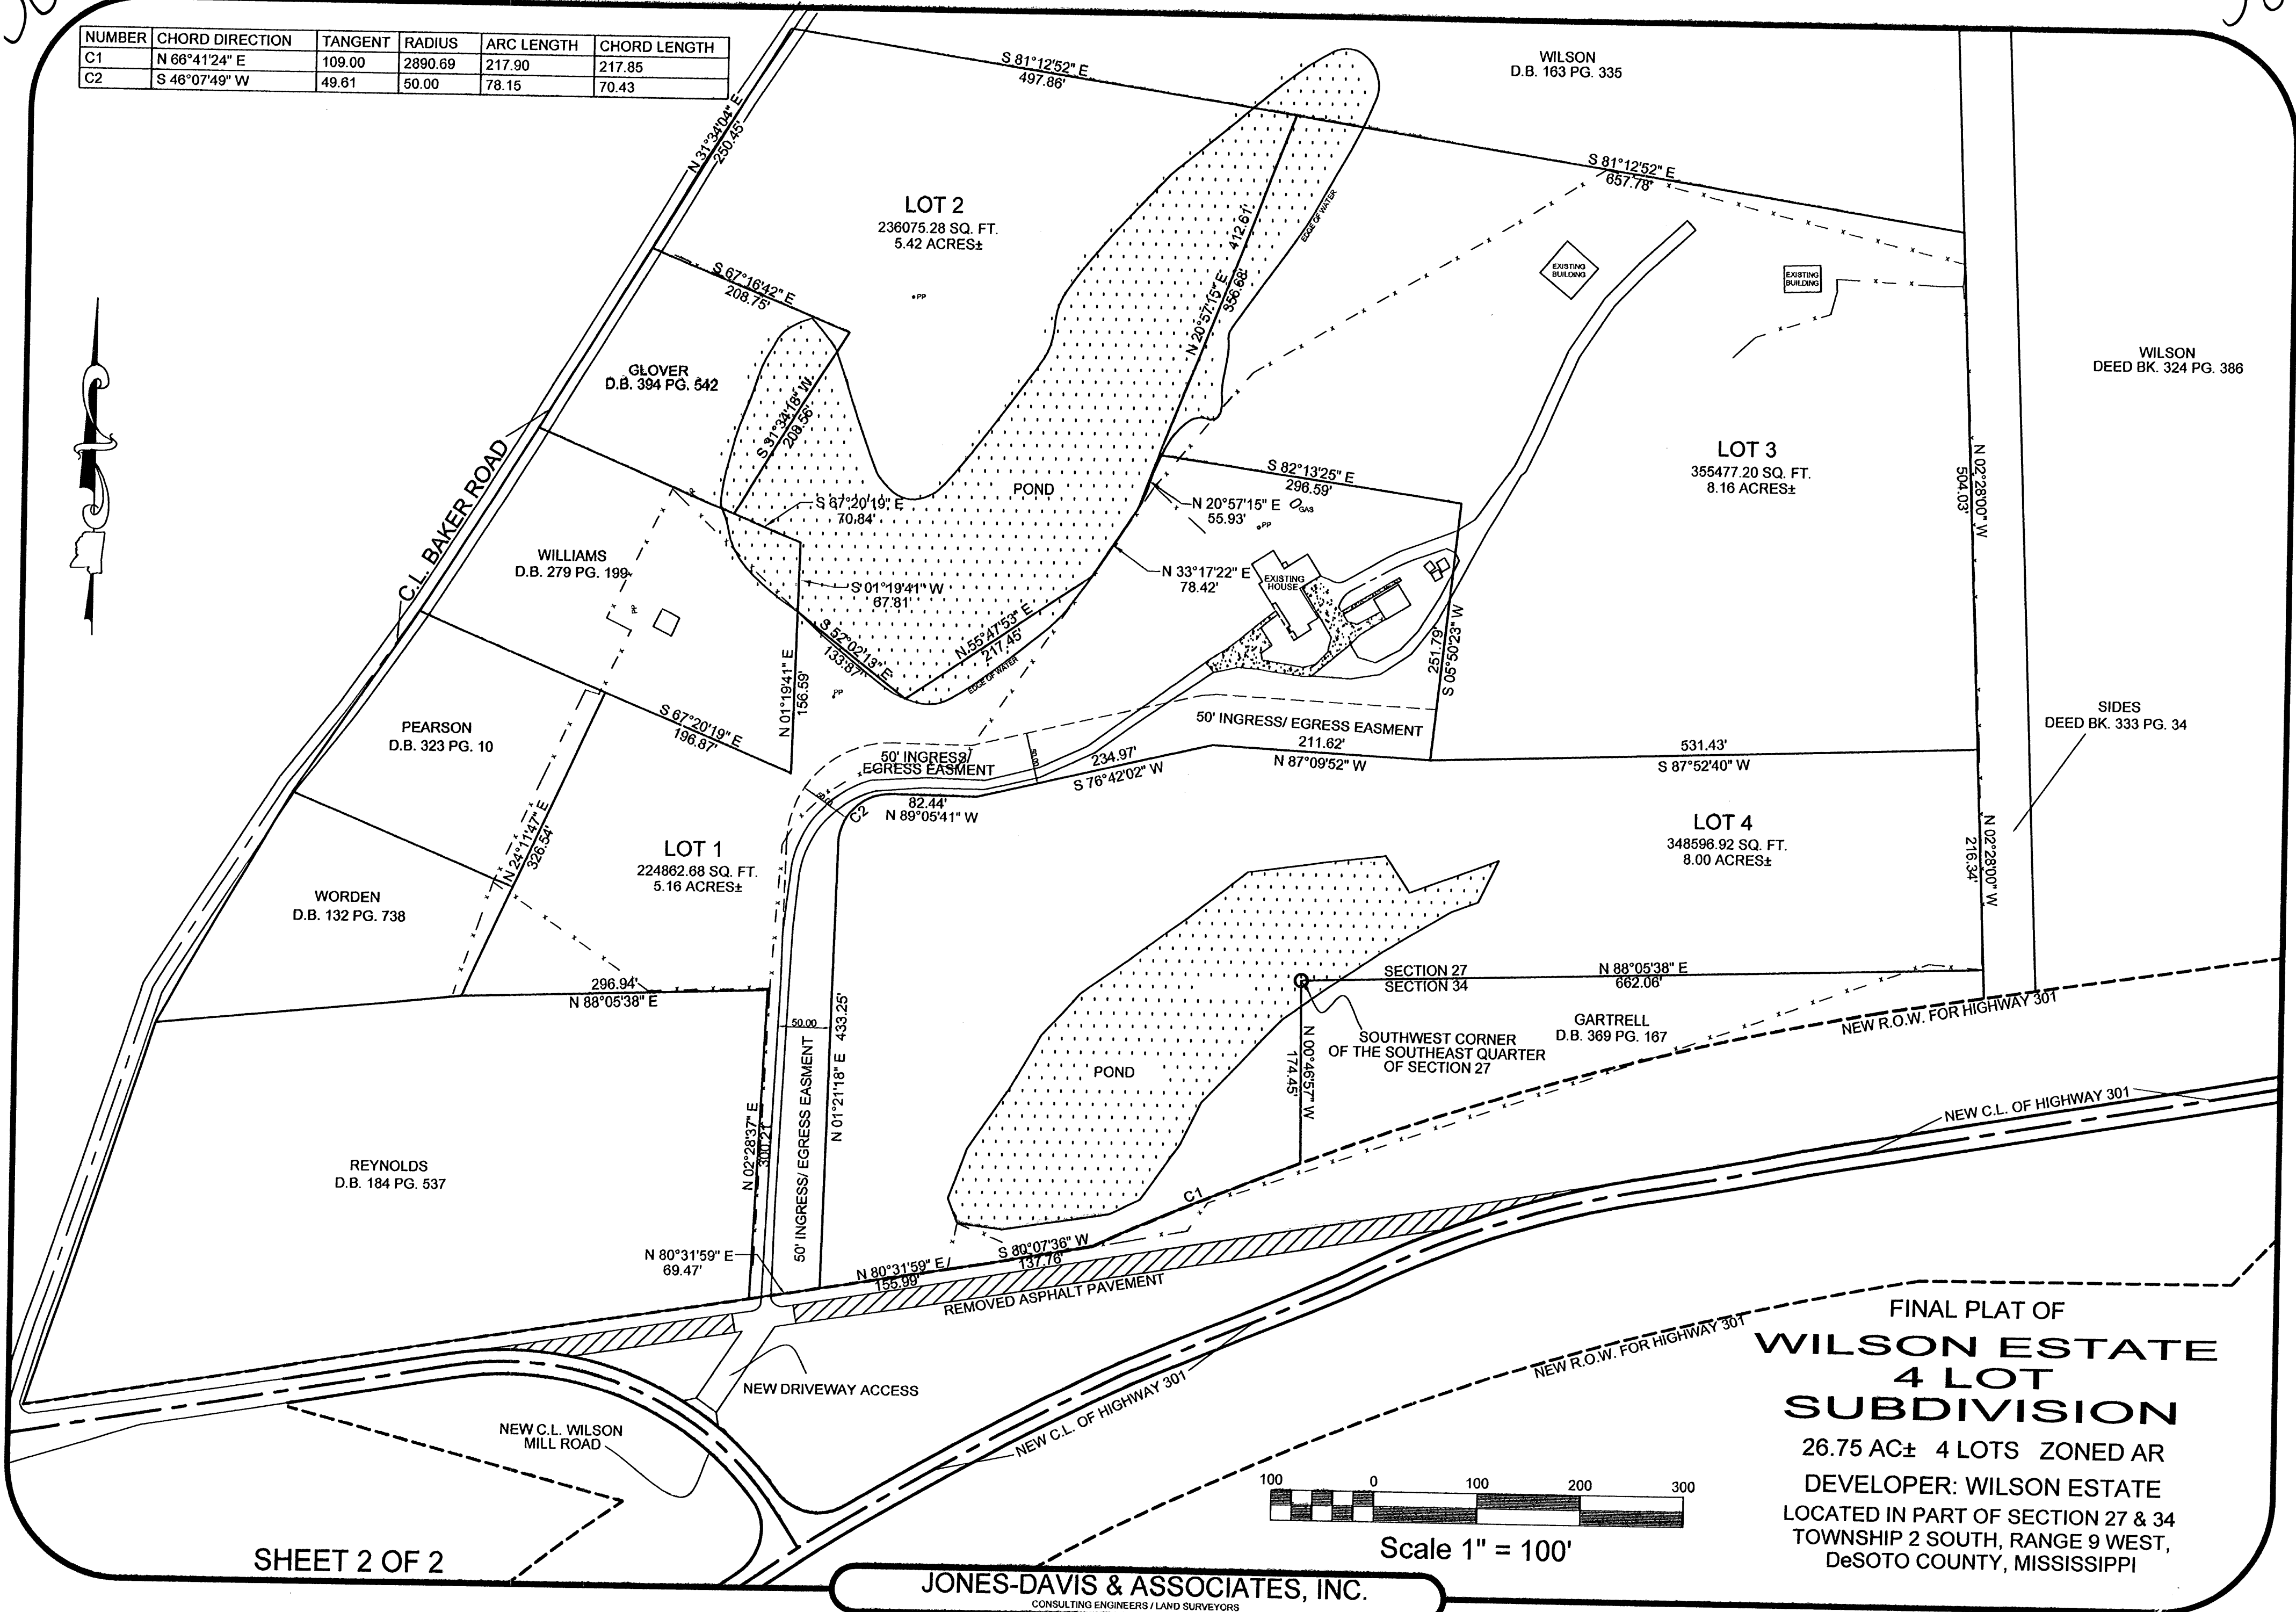 NUMBER CHORD DIRECTION TANGENT RADIUS ARC LENGTH CHORD LENGTH
C1 N 66°41'24" E 109.00 2890.69 217.90 217.85
C2 S 46°07'49" W 49.61 50.00 78.15 70.43
S 81°12'52" E
497.86'
WILSON
D.B. 163 PG. 335
N 31°34'04" E
250.45'
S 81°12'52" E
657.78'
LOT 2
236075.28 SQ. FT.
5.42 ACRES±
PP
412.61'
EDGE OF WATER
N 20°57'15" E
356.68'
S 67°16'42" E
208.75'
EXISTING
BUILDING
EXISTING
BUILDING
GLOVER
D.B. 394 PG. 542
S 31°34'18" W
208.56'
WILSON
DEED BK. 324 PG. 386
C.L. BAKER ROAD
LOT 3
355477.20 SQ. FT.
8.16 ACRES±
N 02°28'00" W
504.03'
POND
S 82°13'25" E
296.59'
GAS
PP
N 20°57'15" E
55.93'
S 67°20'19" E
70.84'
WILLIAMS
D.B. 279 PG. 199
N 33°17'22" E
78.42'
EXISTING
HOUSE
S 01°19'41" W
67.81'
S 52°02'13" E
133.87'
N 55°47'53" E
217.45'
EDGE OF WATER
PP
N 01°19'41" E
156.59'
251.79'
S 05°50'23" W
S 67°20'19" E
196.87'
PEARSON
D.B. 323 PG. 10
SIDES
DEED BK. 333 PG. 34
50' INGRESS/ EGRESS EASMENT
211.62'
N 87°09'52" W
531.43'
S 87°52'40" W
50' INGRESS/
EGRESS EASMENT
50.00
234.97'
S 76°42'02" W
50.00
C2
82.44'
N 89°05'41" W
N 24°11'47" E
326.54'
LOT 1
224862.68 SQ. FT.
5.16 ACRES±
LOT 4
348596.92 SQ. FT.
8.00 ACRES±
N 02°28'00" W
216.34'
WORDEN
D.B. 132 PG. 738
296.94'
N 88°05'38" E
SECTION 27
SECTION 34
N 88°05'38" E
662.06'
50.00
N 01°21'18" E 433.25'
50' INGRESS/ EGRESS EASMENT
N 02°28'37" E
300.21'
POND
N 00°46'57" W
174.45'
SOUTHWEST CORNER
OF THE SOUTHEAST QUARTER
OF SECTION 27
GARTRELL
D.B. 369 PG. 167
NEW R.O.W. FOR HIGHWAY 301
NEW C.L. OF HIGHWAY 301
REYNOLDS
D.B. 184 PG. 537
C1
N 80°31'59" E
69.47'
N 80°31'59" E
155.99'
S 80°07'36" W
137.76'
REMOVED ASPHALT PAVEMENT
NEW DRIVEWAY ACCESS
NEW C.L. WILSON
MILL ROAD
NEW C.L. OF HIGHWAY 301
NEW R.O.W. FOR HIGHWAY 301
FINAL PLAT OF
WILSON ESTATE
4 LOT
SUBDIVISION
26.75 AC± 4 LOTS ZONED AR
DEVELOPER: WILSON ESTATE
LOCATED IN PART OF SECTION 27 & 34
TOWNSHIP 2 SOUTH, RANGE 9 WEST,
DeSOTO COUNTY, MISSISSIPPI
100 0 100 200 300
Scale 1" = 100'
SHEET 2 OF 2
JONES-DAVIS & ASSOCIATES, INC.
CONSULTING ENGINEERS / LAND SURVEYORS